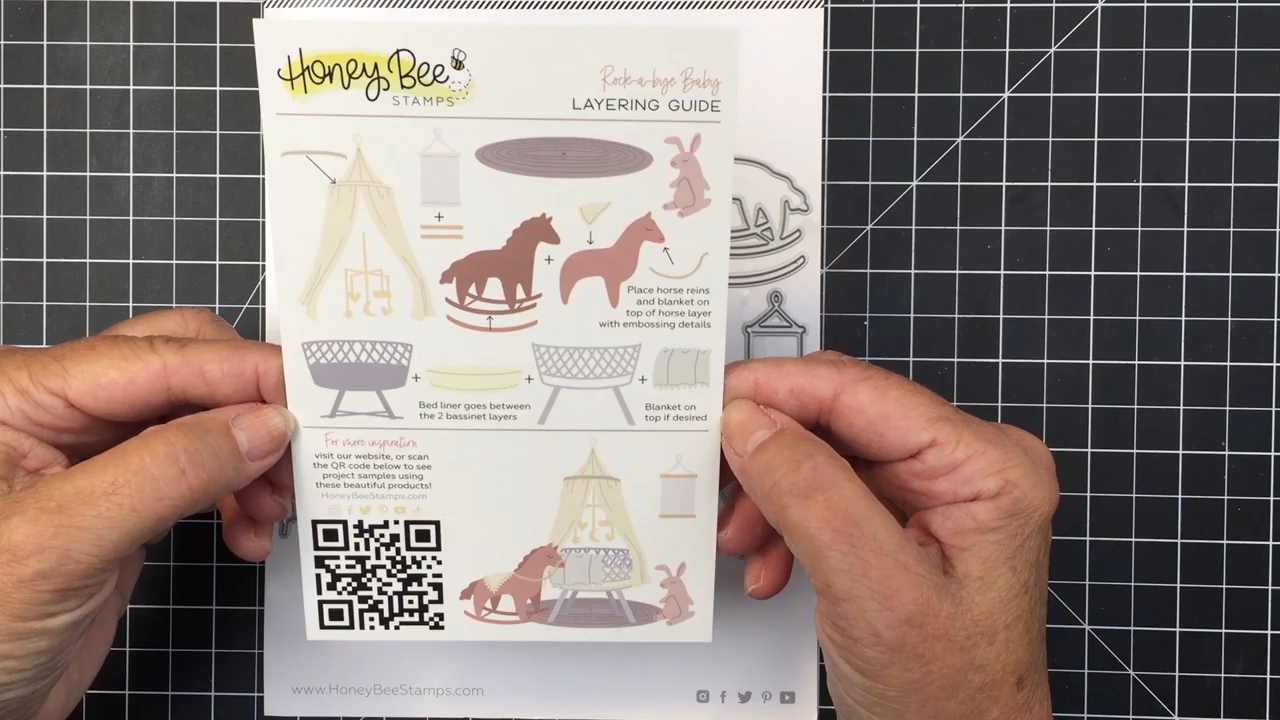 Honey Bee
STAMPS
Rock-a-bye Baby
LAYERING GUIDE
+
+
Place horse reins
and blanket on
top of horse layer
with embossing details
+
+
+
Bed liner goes between
the 2 bassinet layers
Blanket on
top if desired
For more inspiration
visit our website, or scan
the QR code below to see
project samples using
these beautiful products!
HoneyBeeStamps.com
www.HoneyBeeStamps.com